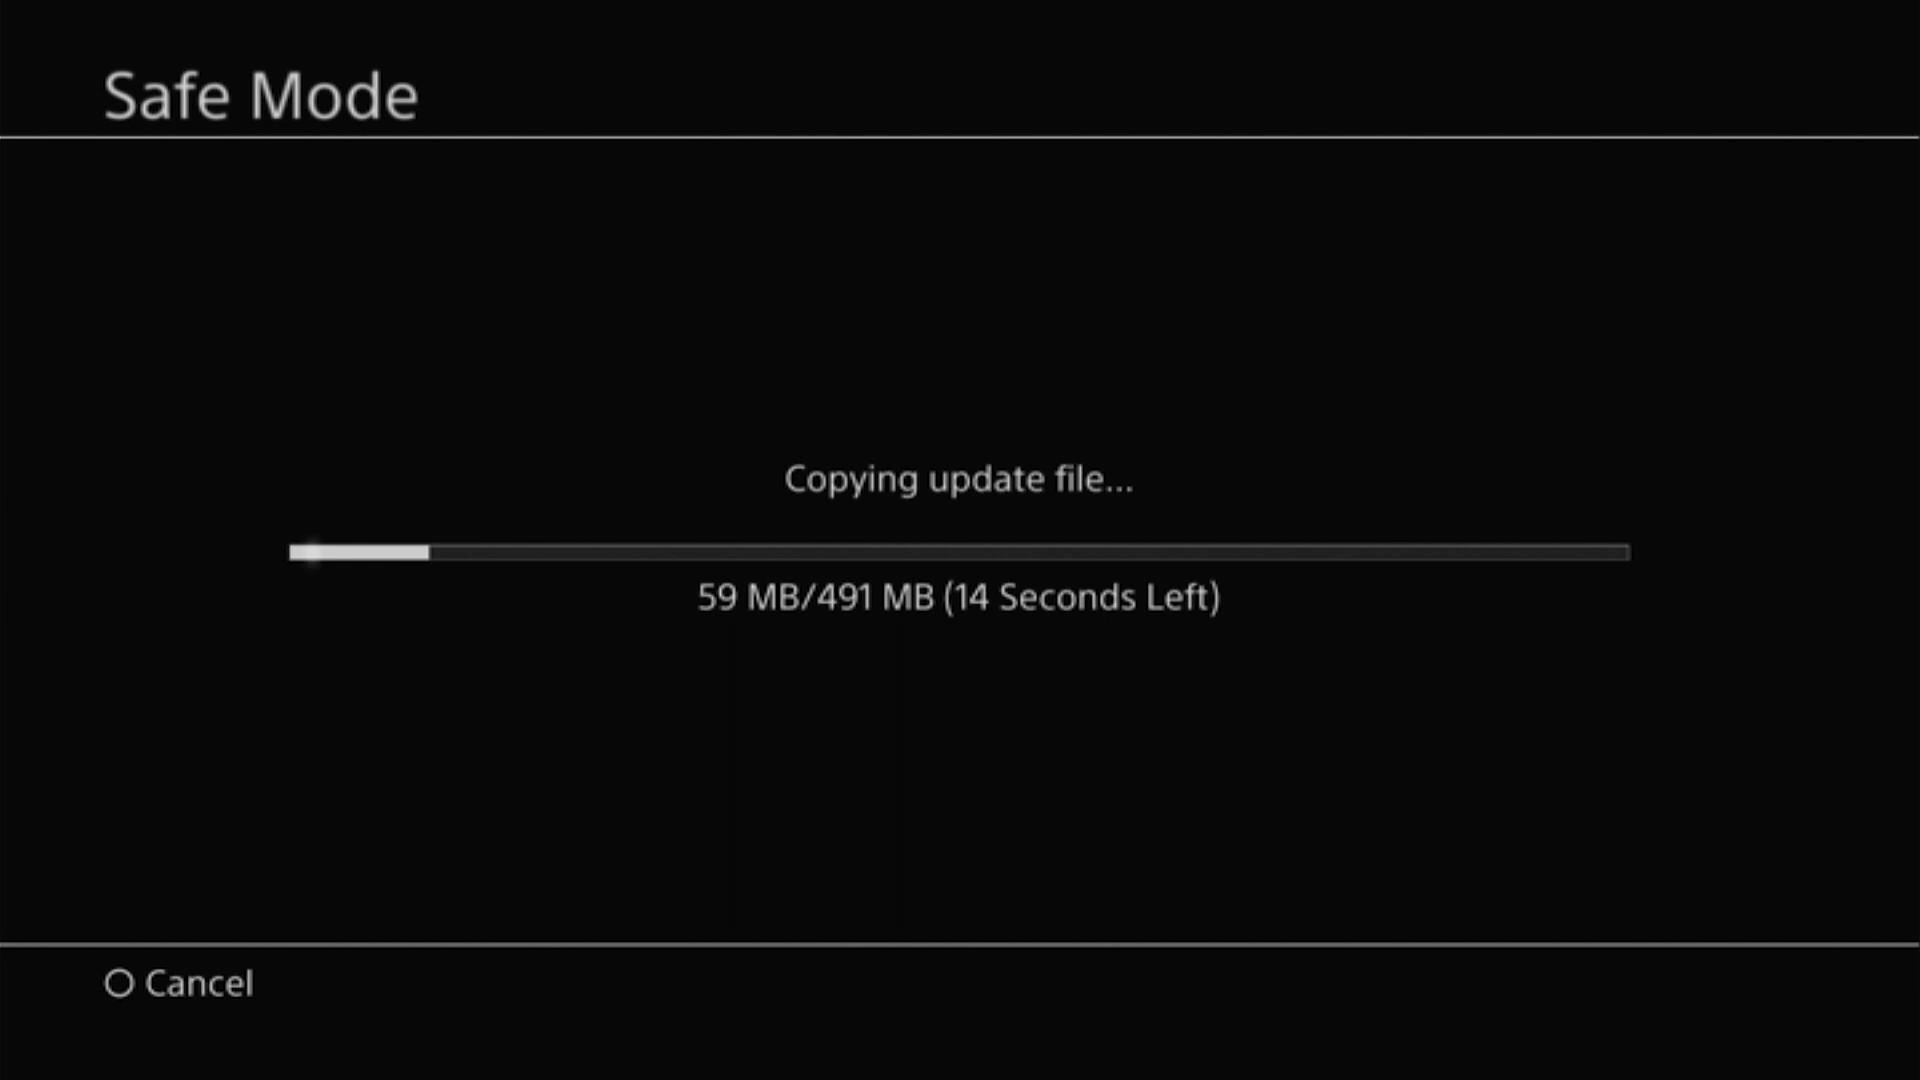 Safe Mode
Copying update file...
59 MB/491 MB (14 Seconds Left)
Cancel